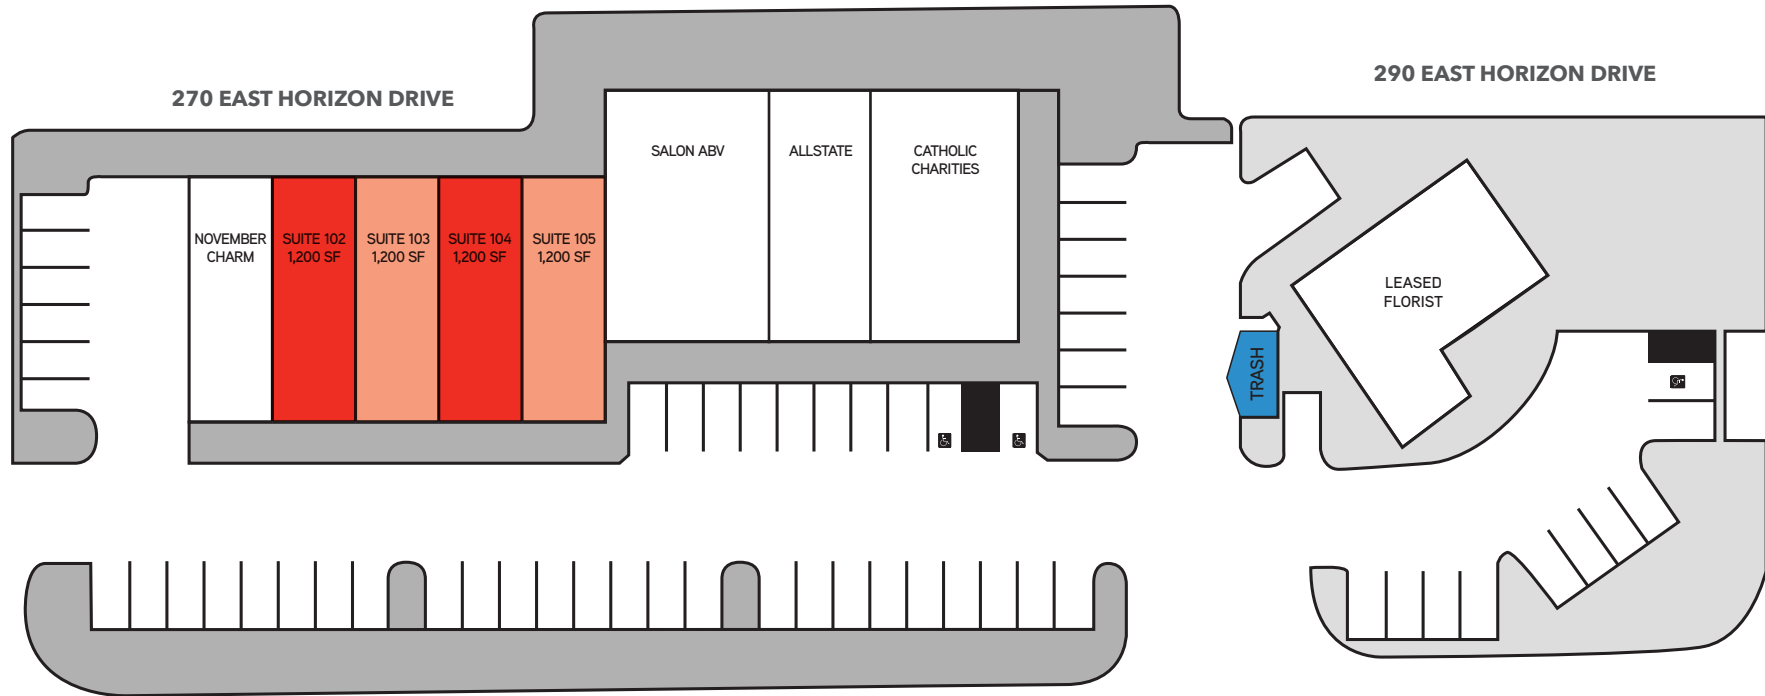 270 EAST HORIZON DRIVE
290 EAST HORIZON DRIVE
SALON ABV
ALLSTATE
CATHOLIC
CHARITIES
NOVEMBER
CHARM
SUITE 102
1,200 SF
SUITE 103
1,200 SF
SUITE 104
1,200 SF
SUITE 105
1,200 SF
LEASED
FLORIST
TRASH